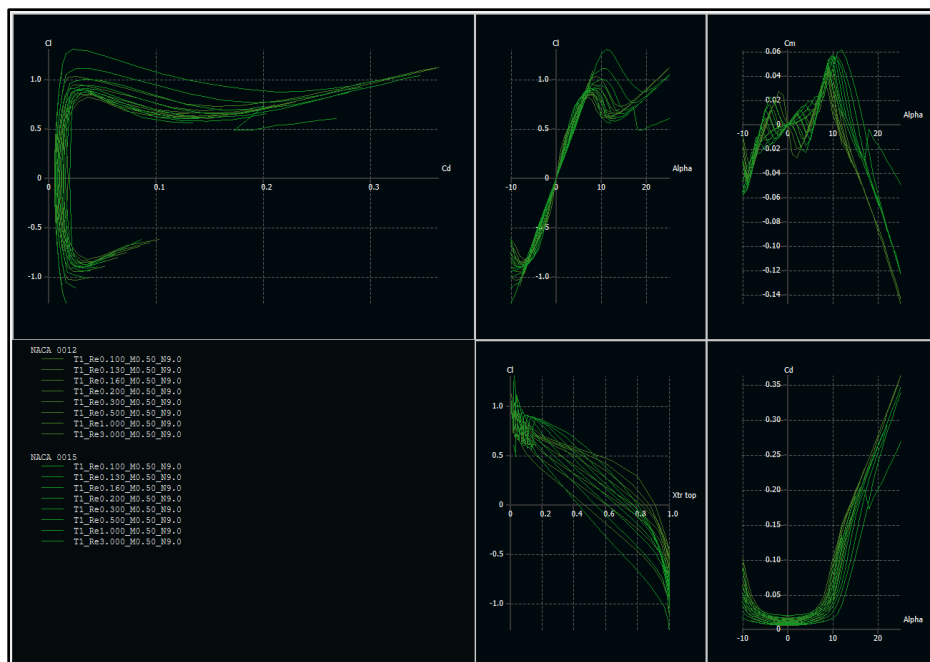 Cl
1.0
0.5
0
-0.5
-1.0
0
0.1
0.2
0.3
Cd
Cl
1.0
0.5
-0.5
-1.0
-10
0
10
20
Alpha
Cm
0.06
0.04
0.02
0.00
-0.02
-0.04
-0.06
-0.08
-0.10
-0.12
-0.14
-10
0
10
20
Alpha
NACA 0012
T1_Re0.100_M0.50_N9.0
T1_Re0.130_M0.50_N9.0
T1_Re0.160_M0.50_N9.0
T1_Re0.200_M0.50_N9.0
T1_Re0.300_M0.50_N9.0
T1_Re0.500_M0.50_N9.0
T1_Re1.000_M0.50_N9.0
T1_Re3.000_M0.50_N9.0
NACA 0015
T1_Re0.100_M0.50_N9.0
T1_Re0.130_M0.50_N9.0
T1_Re0.160_M0.50_N9.0
T1_Re0.200_M0.50_N9.0
T1_Re0.300_M0.50_N9.0
T1_Re0.500_M0.50_N9.0
T1_Re1.000_M0.50_N9.0
T1_Re3.000_M0.50_N9.0
Cl
1.0
0.5
0
-1.0
0
0.2
0.4
0.6
0.8
1.0
Xtr top
Cd
0.35
0.30
0.25
0.20
0.15
0.10
0.05
0
-10
0
10
20
Alpha